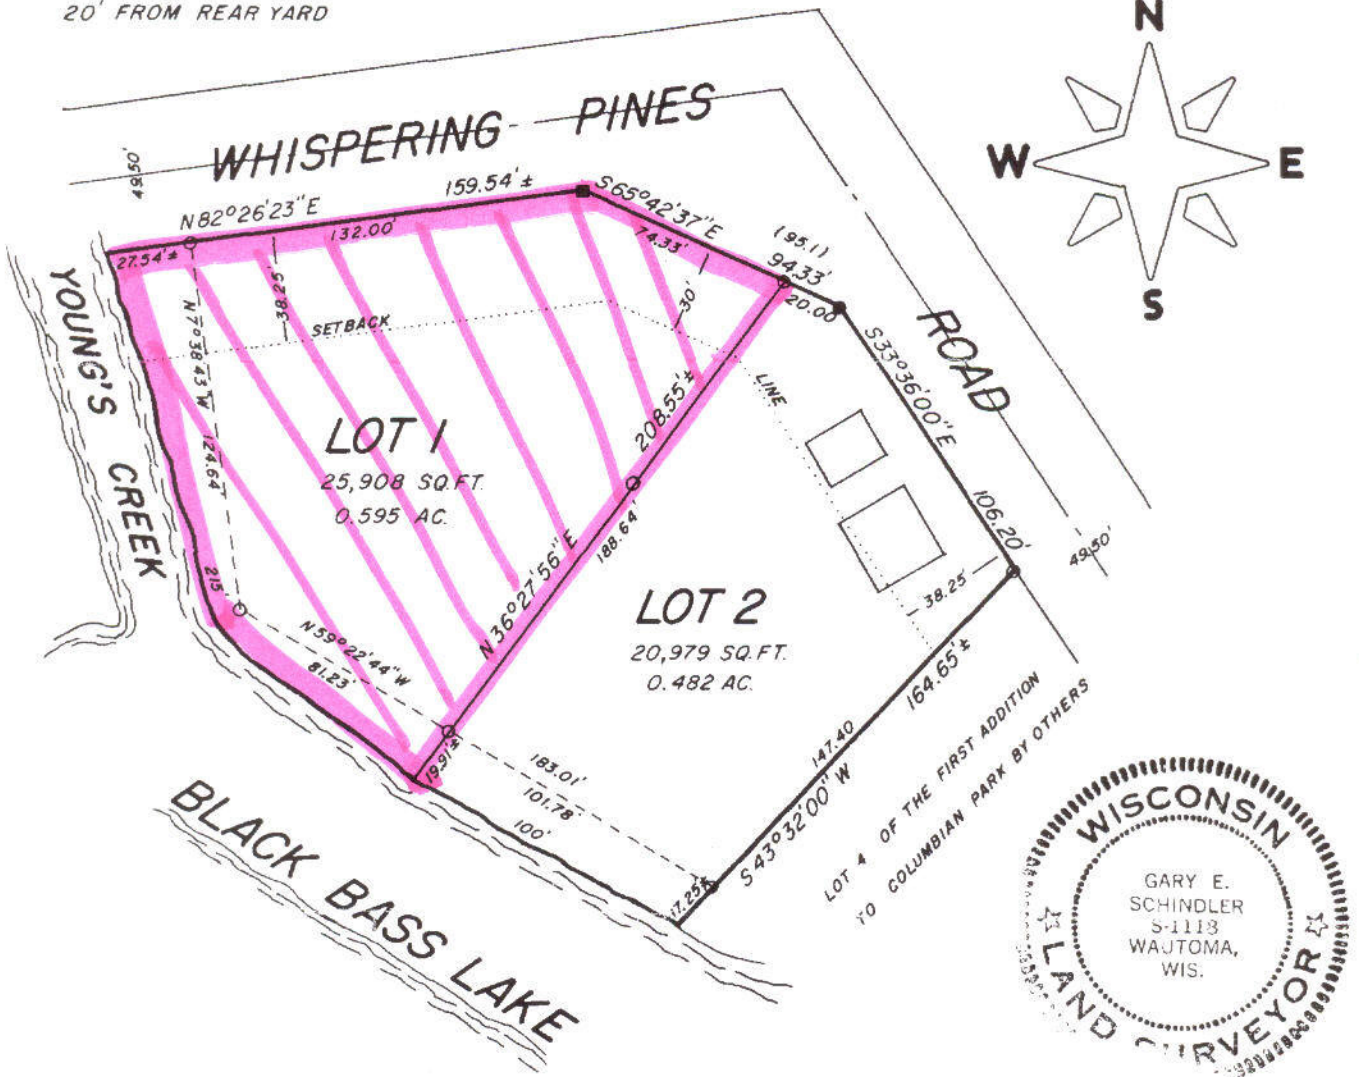 20' FROM REAR YARD
N
W
E
S
WHISPERING PINES
ROAD
49.50'
159.54'±
N82°26'23"E
132.00'
27.54'±
S65°42'37"E
74.33'
(95.1)
94.33'
20.00'
38.25'
30'
SETBACK
LINE
N7°38'43"W
124.64'
YOUNG'S
CREEK
LOT 1
25,908 SQ.FT.
0.595 AC.
208.55'±
188.64'
N36°27'56"E
S33°36'00"E
106.20'
49.50'
38.25'
215
N59°22'44"W
81.23'
LOT 2
20,979 SQ.FT.
0.482 AC.
164.65'±
147.40
S43°32'00"W
19.91'±
183.01'
101.78'
100'
17.25'±
LOT 4 OF THE FIRST ADDITION
TO COLUMBIAN PARK BY OTHERS
BLACK BASS LAKE
WISCONSIN
GARY E.
SCHINDLER
S-1118
WAUTOMA,
WIS.
LAND SURVEYOR